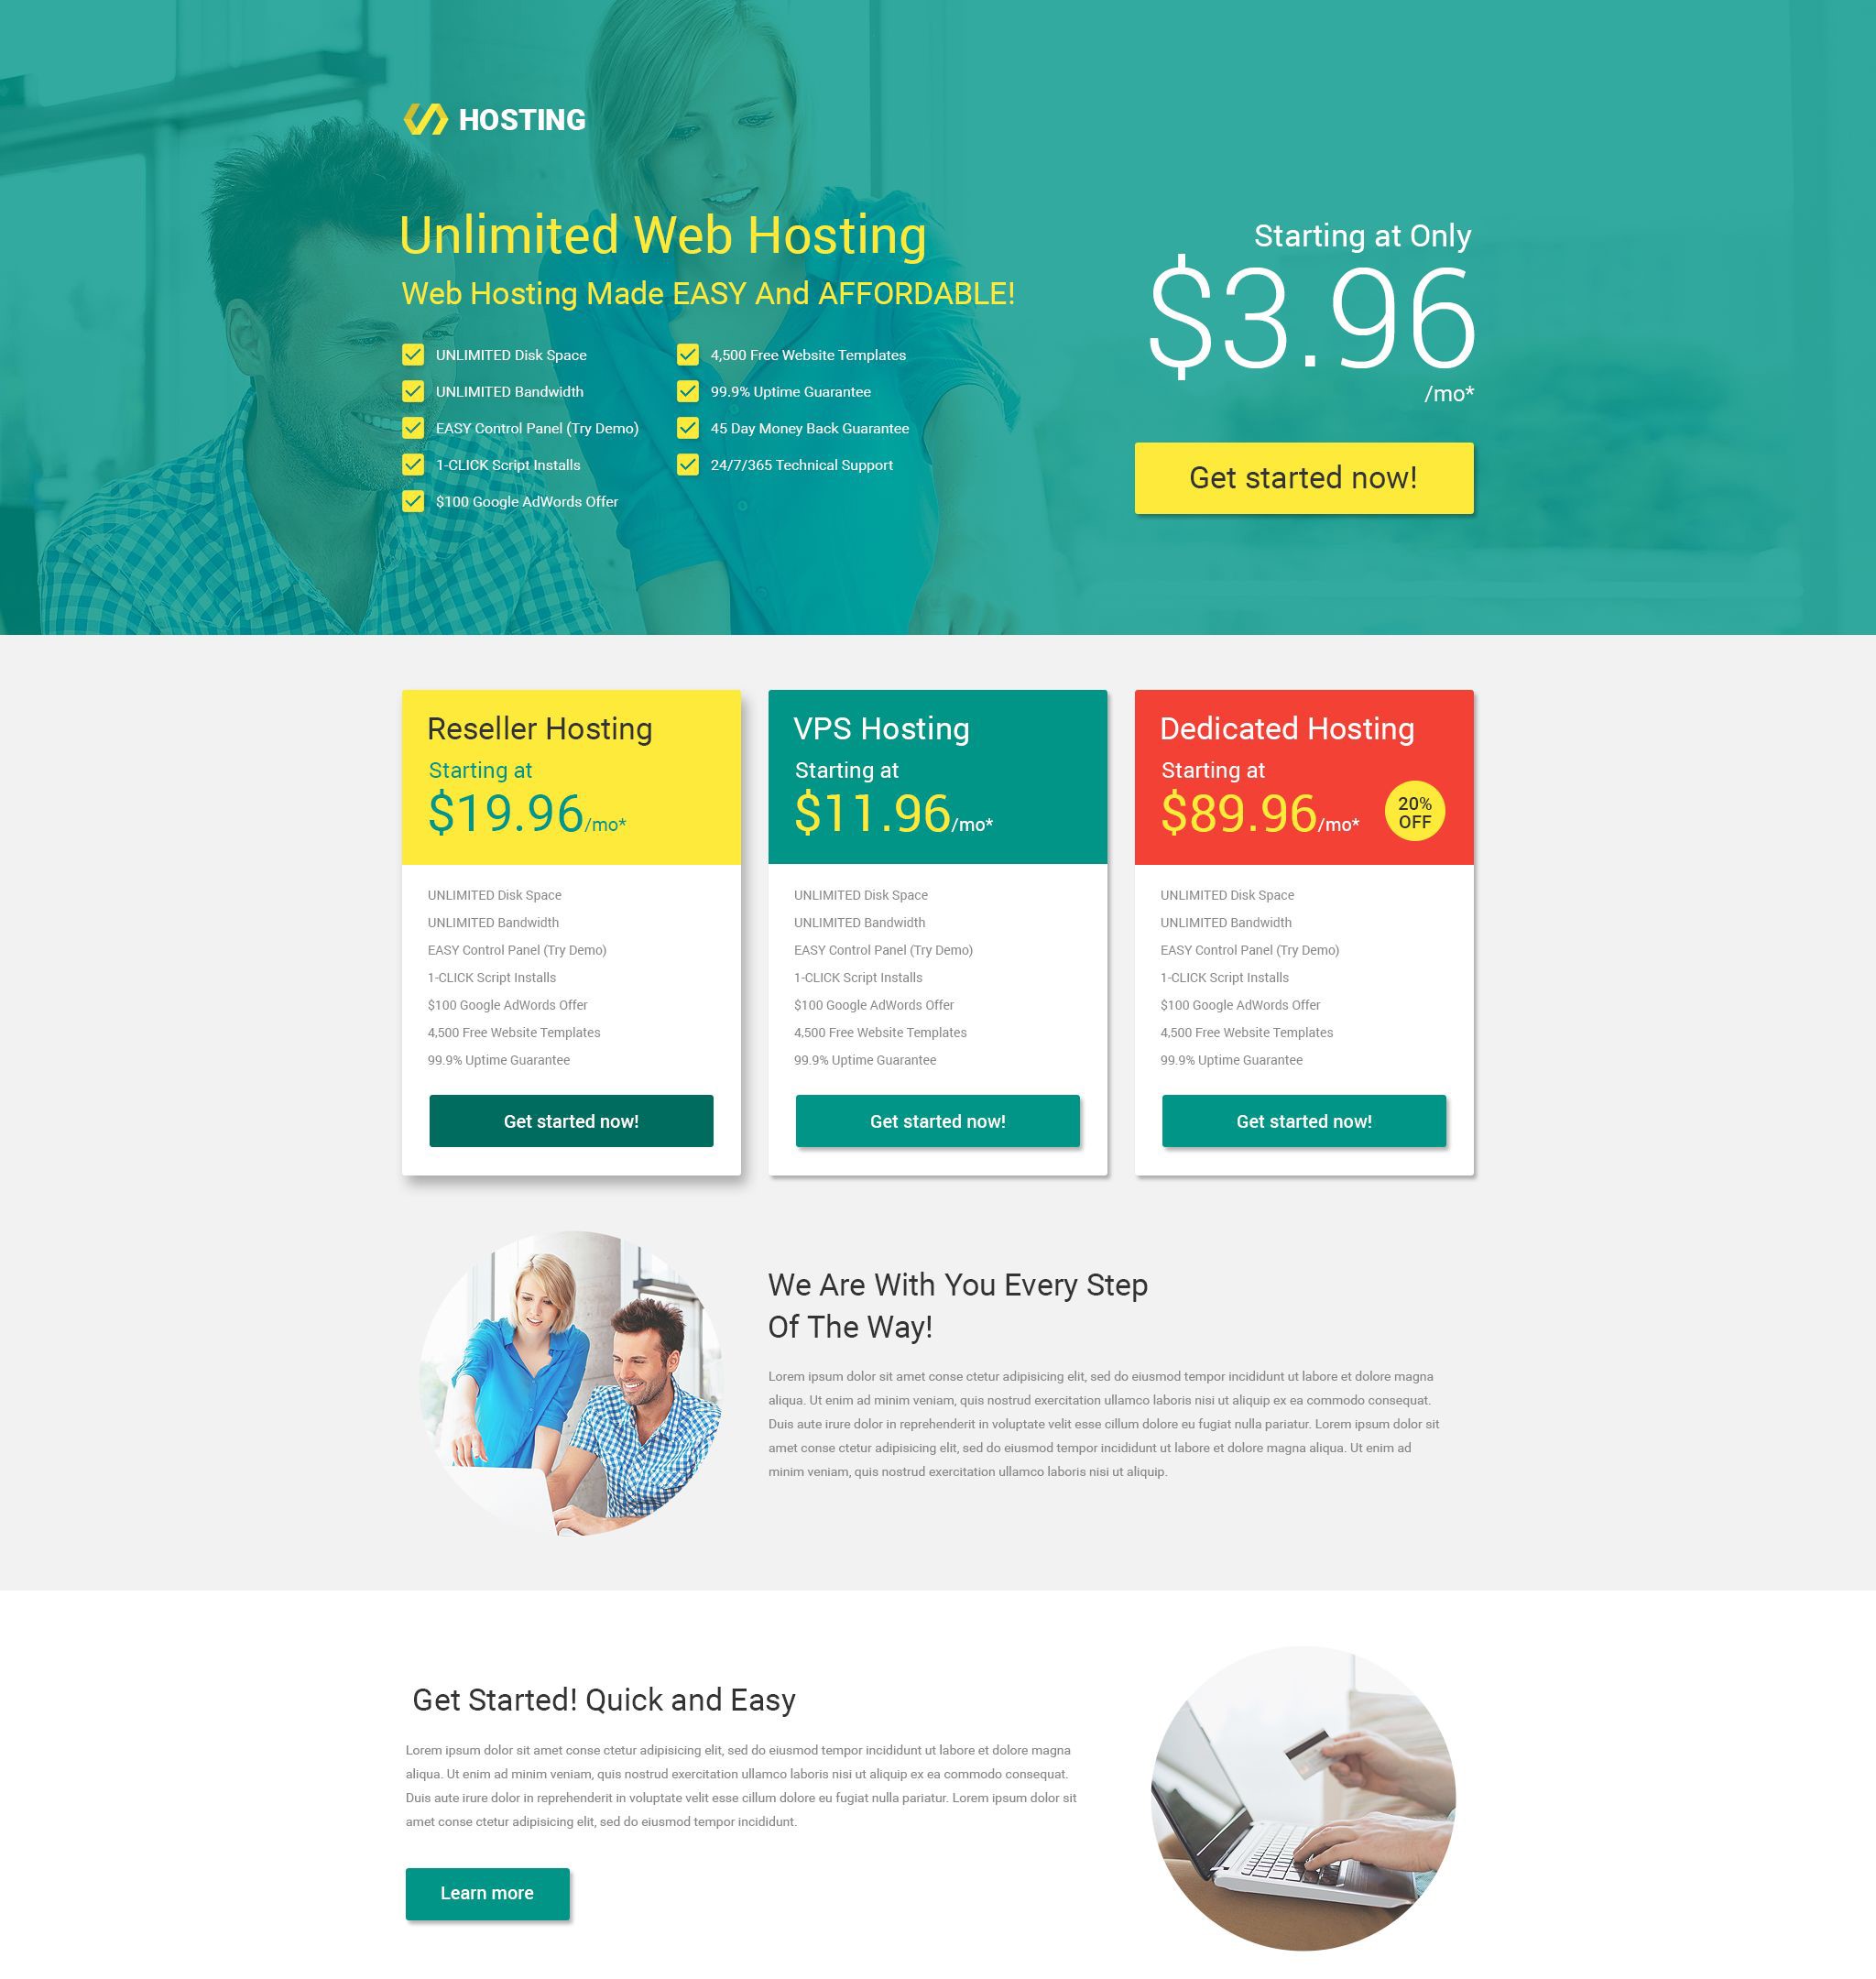 HOSTING
Unlimited Web Hosting
Web Hosting Made EASY And AFFORDABLE!
UNLIMITED Disk Space
UNLIMITED Bandwidth
EASY Control Panel (Try Demo)
1-CLICK Script Installs
$100 Google AdWords Offer
4,500 Free Website Templates
99.9% Uptime Guarantee
45 Day Money Back Guarantee
24/7/365 Technical Support
Starting at Only
$3.96
/mo*
Get started now!
Reseller Hosting
Starting at
$19.96/mo*
UNLIMITED Disk Space
UNLIMITED Bandwidth
EASY Control Panel (Try Demo)
1-CLICK Script Installs
$100 Google AdWords Offer
4,500 Free Website Templates
99.9% Uptime Guarantee
Get started now!
VPS Hosting
Starting at
$11.96/mo*
UNLIMITED Disk Space
UNLIMITED Bandwidth
EASY Control Panel (Try Demo)
1-CLICK Script Installs
$100 Google AdWords Offer
4,500 Free Website Templates
99.9% Uptime Guarantee
Get started now!
Dedicated Hosting
Starting at
$89.96/mo*
20%
OFF
UNLIMITED Disk Space
UNLIMITED Bandwidth
EASY Control Panel (Try Demo)
1-CLICK Script Installs
$100 Google AdWords Offer
4,500 Free Website Templates
99.9% Uptime Guarantee
Get started now!
We Are With You Every Step
Of The Way!
Lorem ipsum dolor sit amet conse ctetur adipisicing elit, sed do eiusmod tempor incididunt ut labore et dolore magna
aliqua. Ut enim ad minim veniam, quis nostrud exercitation ullamco laboris nisi ut aliquip ex ea commodo consequat.
Duis aute irure dolor in reprehenderit in voluptate velit esse cillum dolore eu fugiat nulla pariatur. Lorem ipsum dolor sit
amet conse ctetur adipisicing elit, sed do eiusmod tempor incididunt ut labore et dolore magna aliqua. Ut enim ad
minim veniam, quis nostrud exercitation ullamco laboris nisi ut aliquip.
Get Started! Quick and Easy
Lorem ipsum dolor sit amet conse ctetur adipisicing elit, sed do eiusmod tempor incididunt ut labore et dolore magna
aliqua. Ut enim ad minim veniam, quis nostrud exercitation ullamco laboris nisi ut aliquip ex ea commodo consequat.
Duis aute irure dolor in reprehenderit in voluptate velit esse cillum dolore eu fugiat nulla pariatur. Lorem ipsum dolor sit
amet conse ctetur adipisicing elit, sed do eiusmod tempor incididunt.
Learn more